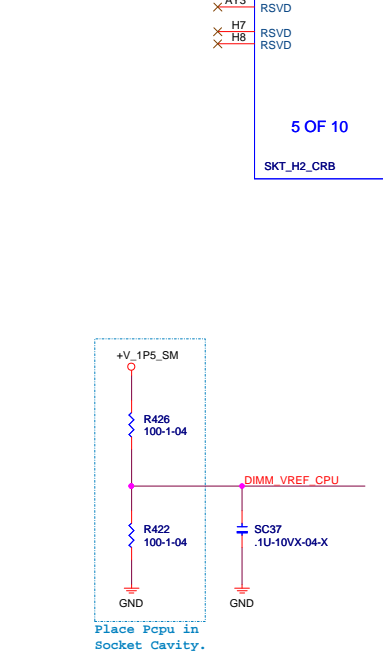 AY3
RSVD
H7
RSVD
H8
RSVD
5 OF 10
SKT_H2_CRB
+V_1P5_SM
R426
100-1-04
DIMM_VREF_CPU
R422
100-1-04
SC37
.1U-10VX-04-X
GND
GND
Place Pcpu in
Socket Cavity.